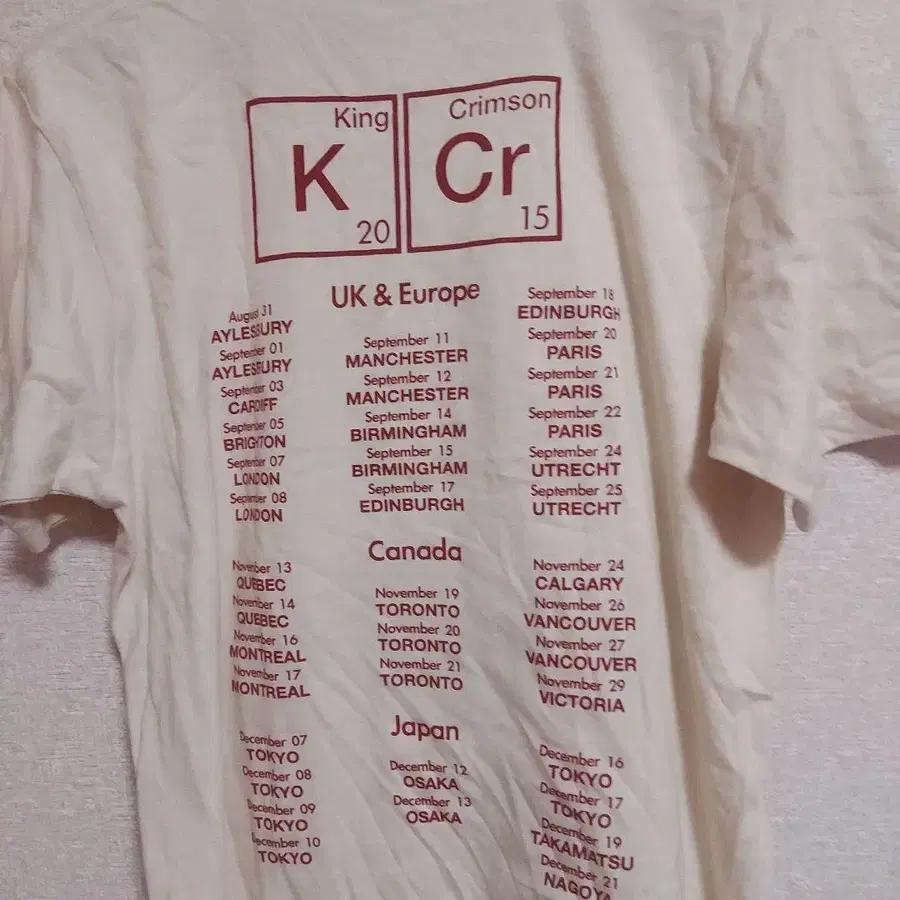 King
K
20
Crimson
Cr
15
UK & Europe
August 31
AYLESBURY
September 01
AYLESBURY
September 03
CARDIFF
September 05
BRIGHTON
September 07
LONDON
September 08
LONDON
September 11
MANCHESTER
September 12
MANCHESTER
September 14
BIRMINGHAM
September 15
BIRMINGHAM
September 17
EDINBURGH
September 18
EDINBURGH
September 20
PARIS
September 21
PARIS
September 22
PARIS
September 24
UTRECHT
September 25
UTRECHT
Canada
November 13
QUEBEC
November 14
QUEBEC
November 16
MONTREAL
November 17
MONTREAL
November 19
TORONTO
November 20
TORONTO
November 21
TORONTO
November 24
CALGARY
November 26
VANCOUVER
November 27
VANCOUVER
November 29
VICTORIA
Japan
December 07
TOKYO
December 08
TOKYO
December 09
TOKYO
December 10
TOKYO
December 12
OSAKA
December 13
OSAKA
December 16
TOKYO
December 17
TOKYO
December 19
TAKAMATSU
December 21
NAGOYA